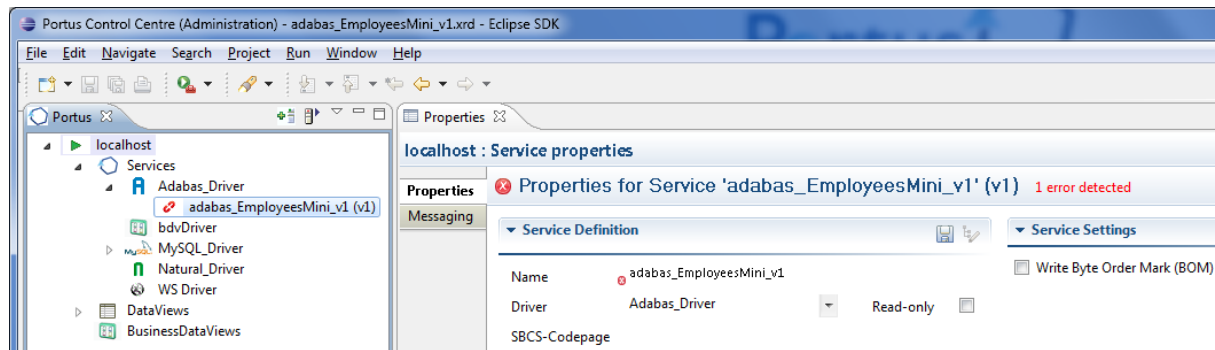 Portus Control Centre (Administration) - adabas_EmployeesMini_v1.xrd - Eclipse SDK
File Edit Navigate Search Project Run Window Help
Portus
Properties
localhost
Services
Adabas_Driver
adabas_EmployeesMini_v1 (v1)
bdvDriver
MySQL_Driver
Natural_Driver
WS Driver
DataViews
BusinessDataViews
localhost : Service properties
Properties
Messaging
Properties for Service 'adabas_EmployeesMini_v1' (v1) 1 error detected
Service Definition
Name adabas_EmployeesMini_v1
Driver Adabas_Driver Read-only
SBCS-Codepage
Service Settings
Write Byte Order Mark (BOM)